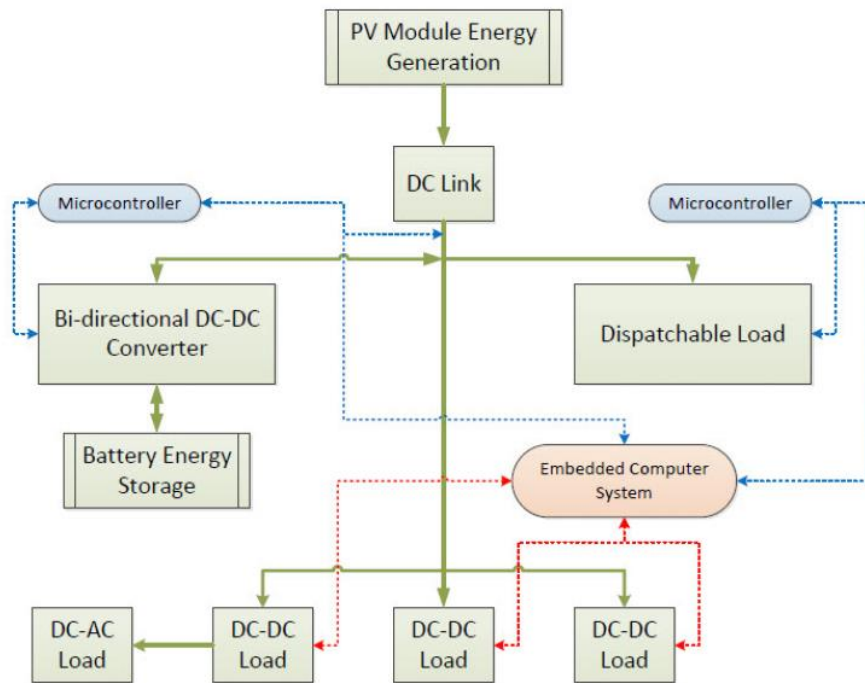 PV Module Energy
Generation
DC Link
Microcontroller
Microcontroller
Bi-directional DC-DC
Converter
Dispatchable Load
Battery Energy
Storage
Embedded Computer
System
DC-AC
Load
DC-DC
Load
DC-DC
Load
DC-DC
Load